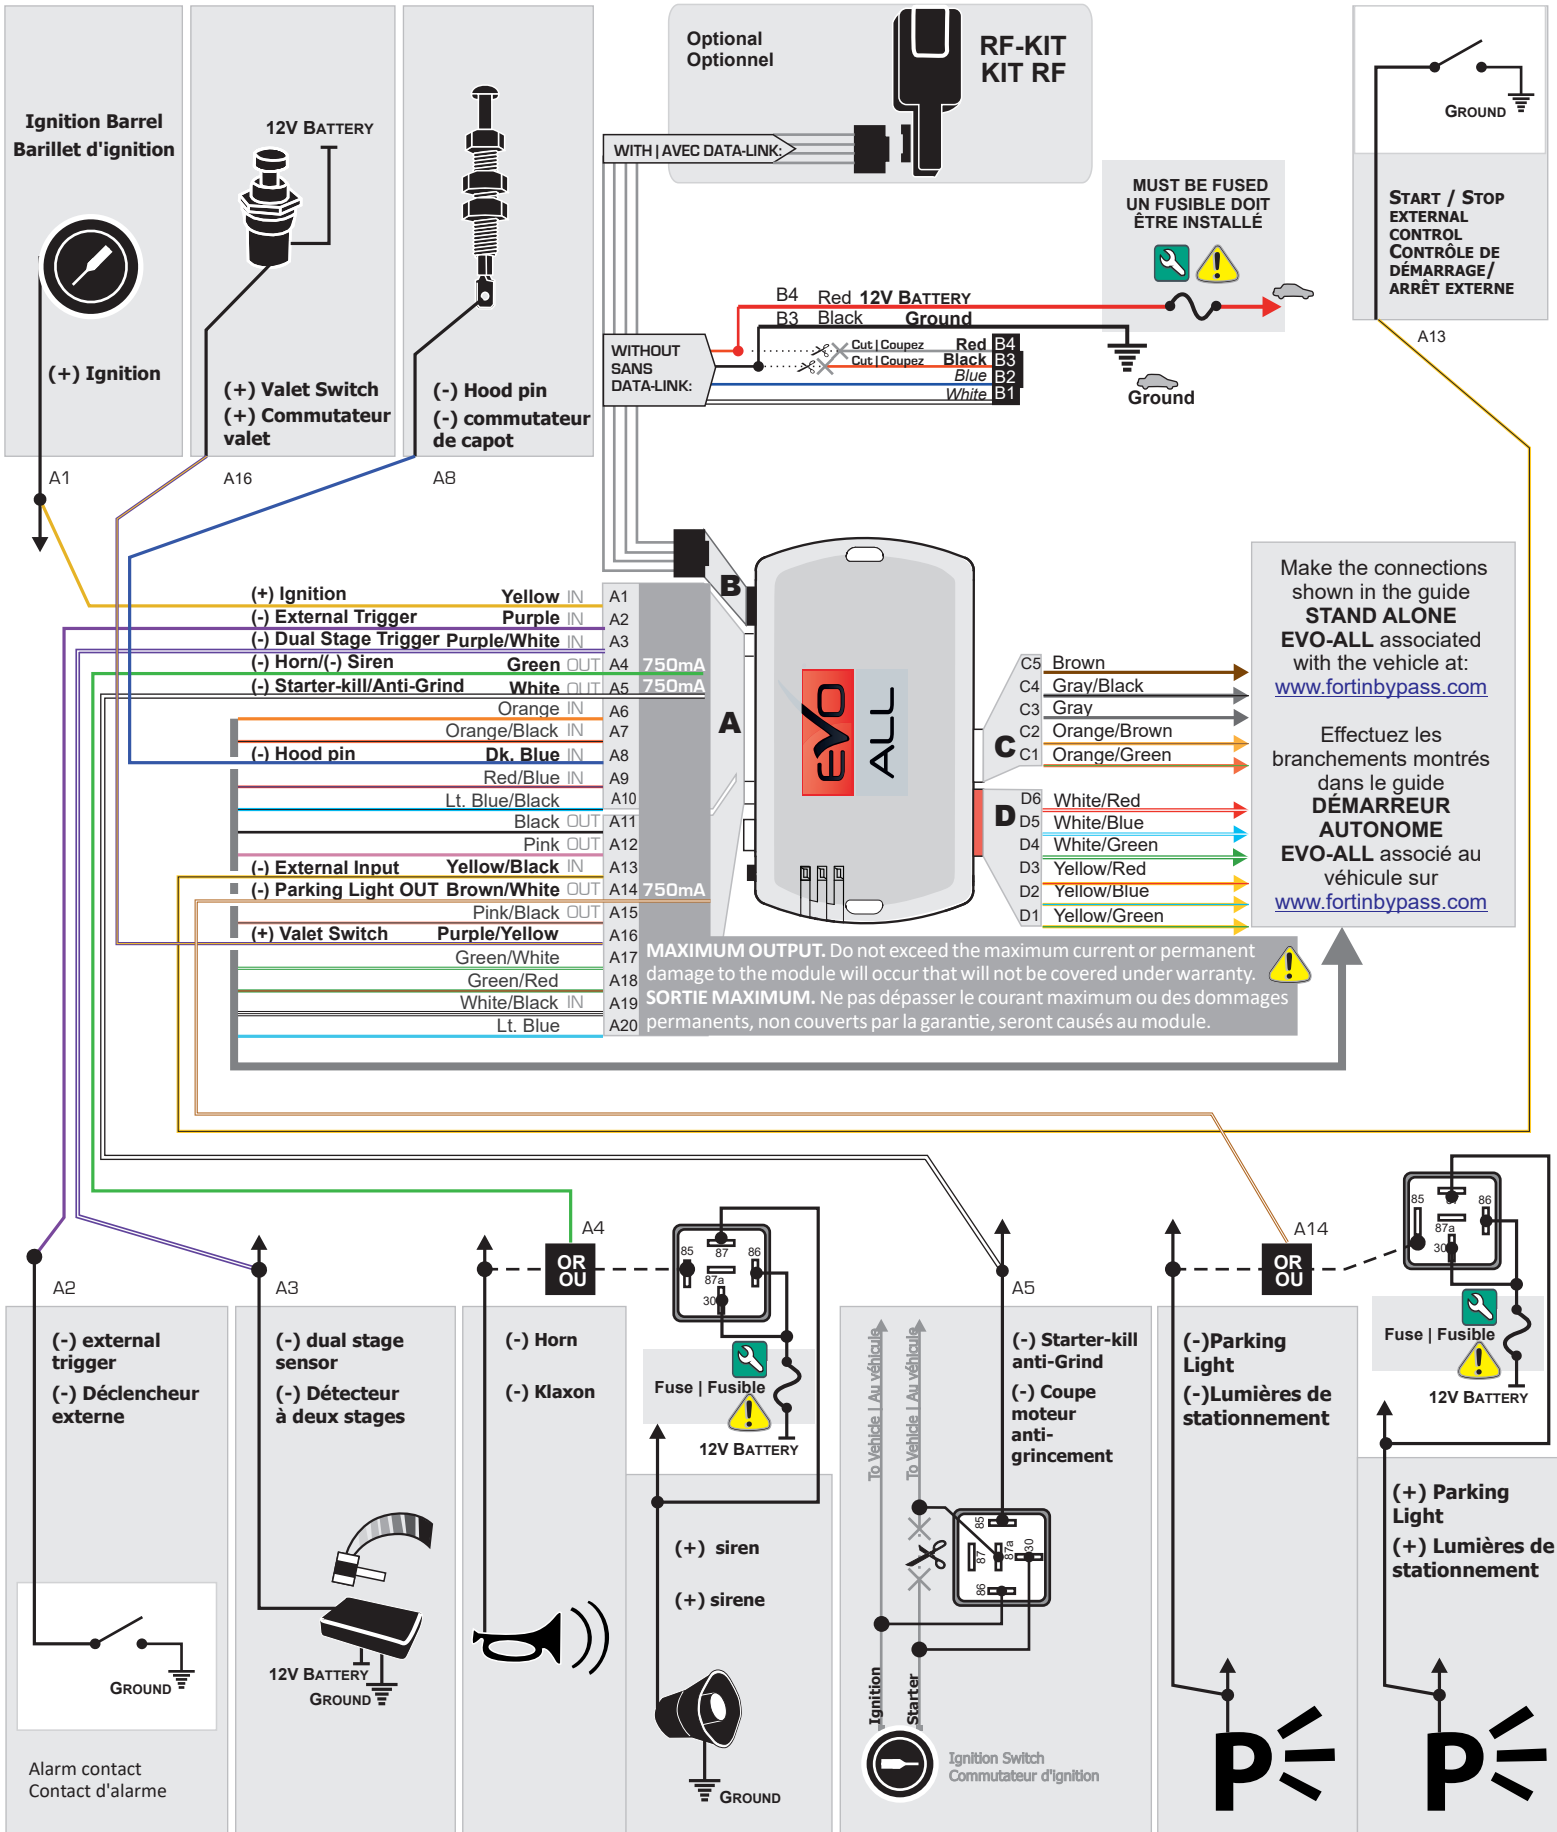 Optional
Optionnel
RF-KIT
KIT RF
WITH | AVEC DATA-LINK:
Ignition Barrel
Barillet d'ignition
(+) Ignition
A1
12V BATTERY
(+) Valet Switch
(+) Commutateur
valet
A16
(-) Hood pin
(-) commutateur
de capot
A8
MUST BE FUSED
UN FUSIBLE DOIT
ÊTRE INSTALLÉ
GROUND
START / STOP
EXTERNAL
CONTROL
CONTRÔLE DE
DÉMARRAGE/
ARRÊT EXTERNE
A13
B4 Red 12V BATTERY
B3 Black Ground
WITHOUT
SANS
DATA-LINK:
Cut | Coupez Red B4
Cut | Coupez Black B3
Blue B2
White B1
Ground
B
A
C
D
EVO
ALL
(+) Ignition Yellow IN A1
(-) External Trigger Purple IN A2
(-) Dual Stage Trigger Purple/White IN A3
(-) Horn/(-) Siren Green OUT A4 750mA
(-) Starter-kill/Anti-Grind White OUT A5 750mA
Orange IN A6
Orange/Black IN A7
(-) Hood pin Dk. Blue IN A8
Red/Blue IN A9
Lt. Blue/Black A10
Black OUT A11
Pink OUT A12
(-) External Input Yellow/Black IN A13
(-) Parking Light OUT Brown/White OUT A14 750mA
Pink/Black OUT A15
(+) Valet Switch Purple/Yellow A16
Green/White A17
Green/Red A18
White/Black IN A19
Lt. Blue A20
C5 Brown
C4 Gray/Black
C3 Gray
C2 Orange/Brown
C1 Orange/Green
D6 White/Red
D5 White/Blue
D4 White/Green
D3 Yellow/Red
D2 Yellow/Blue
D1 Yellow/Green
Make the connections
shown in the guide
STAND ALONE
EVO-ALL associated
with the vehicle at:
www.fortinbypass.com
Effectuez les
branchements montrés
dans le guide
DÉMARREUR
AUTONOME
EVO-ALL associé au
véhicule sur
www.fortinbypass.com
MAXIMUM OUTPUT. Do not exceed the maximum current or permanent
damage to the module will occur that will not be covered under warranty.
SORTIE MAXIMUM. Ne pas dépasser le courant maximum ou des dommages
permanents, non couverts par la garantie, seront causés au module.
A2
(-) external
trigger
(-) Déclencheur
externe
GROUND
Alarm contact
Contact d'alarme
A3
(-) dual stage
sensor
(-) Détecteur
à deux stages
12V BATTERY
GROUND
A4
OR
OU
(-) Horn
(-) Klaxon
85 87 86
87a
30
Fuse | Fusible
12V BATTERY
(+) siren
(+) sirene
GROUND
A5
To Vehicle | Au véhicule
To Vehicle | Au véhicule
(-) Starter-kill
anti-Grind
(-) Coupe
moteur
anti-
grincement
85
87 87a 30
86
Ignition
Starter
Ignition Switch
Commutateur d'ignition
A14
OR
OU
(-)Parking
Light
(-)Lumières de
stationnement
P
85 86
87a
30
Fuse | Fusible
12V BATTERY
(+) Parking
Light
(+) Lumières de
stationnement
P